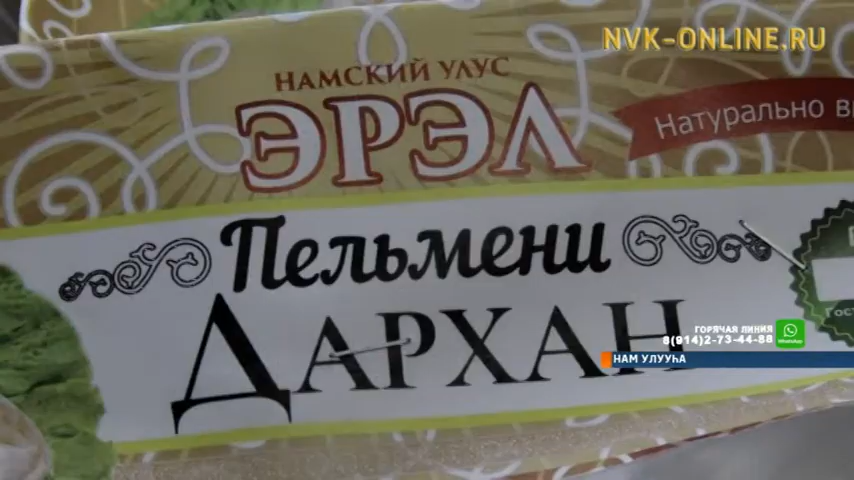 NVK-ONLINE.RU
НАМСКИЙ УЛУС
ЭРЭЛ
Натурально
Пельмени
ДАРХАН
ГОРЯЧАЯ ЛИНИЯ
8(914)2-73-44-88
WhatsApp
НАМ УЛУУҺА